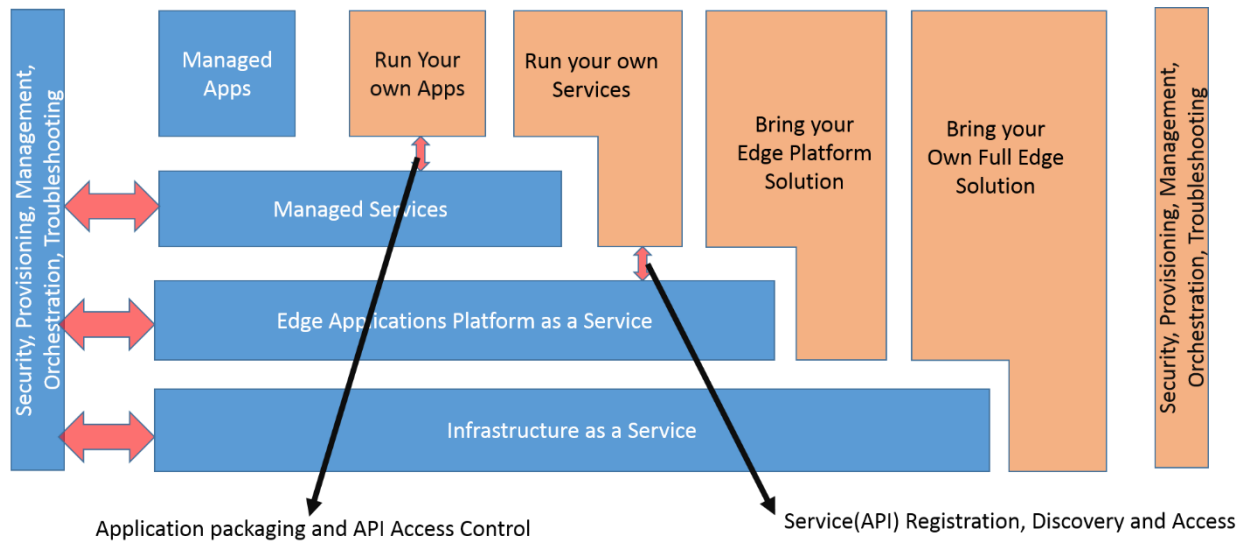 Security, Provisioning, Management,
Orchestration, Troubleshooting
Managed
Apps
Run Your
own Apps
Run your own
Services
Bring your
Edge Platform
Solution
Bring your
Own Full Edge
Solution
Security, Provisioning, Management,
Orchestration, Troubleshooting
Managed Services
Edge Applications Platform as a Service
Infrastructure as a Service
Application packaging and API Access Control
Service(API) Registration, Discovery and Access